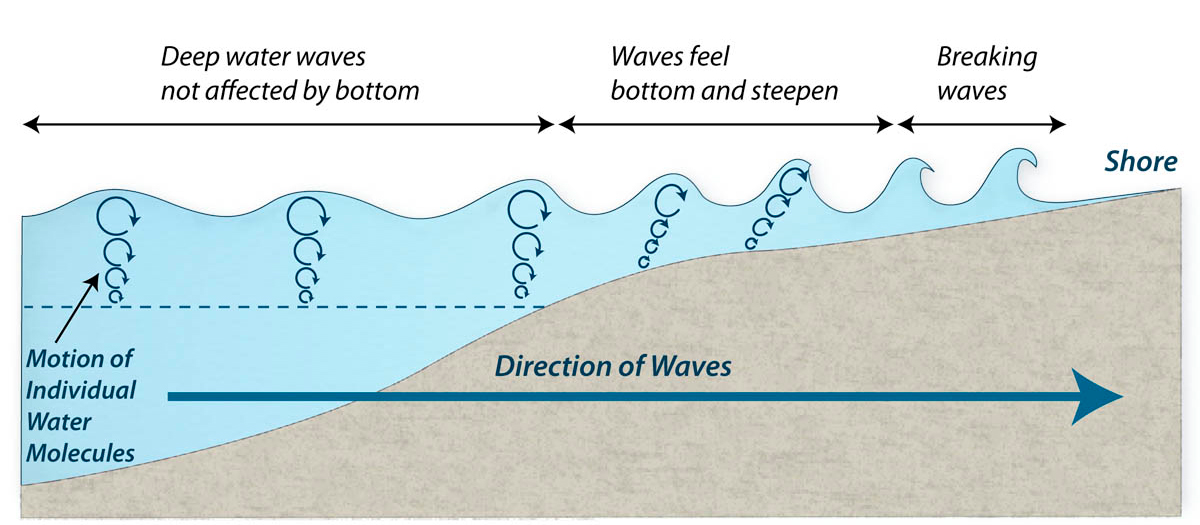 Deep water waves
not affected by bottom
Waves feel
bottom and steepen
Breaking
waves
Shore
Motion of
Individual
Water
Molecules
Direction of Waves